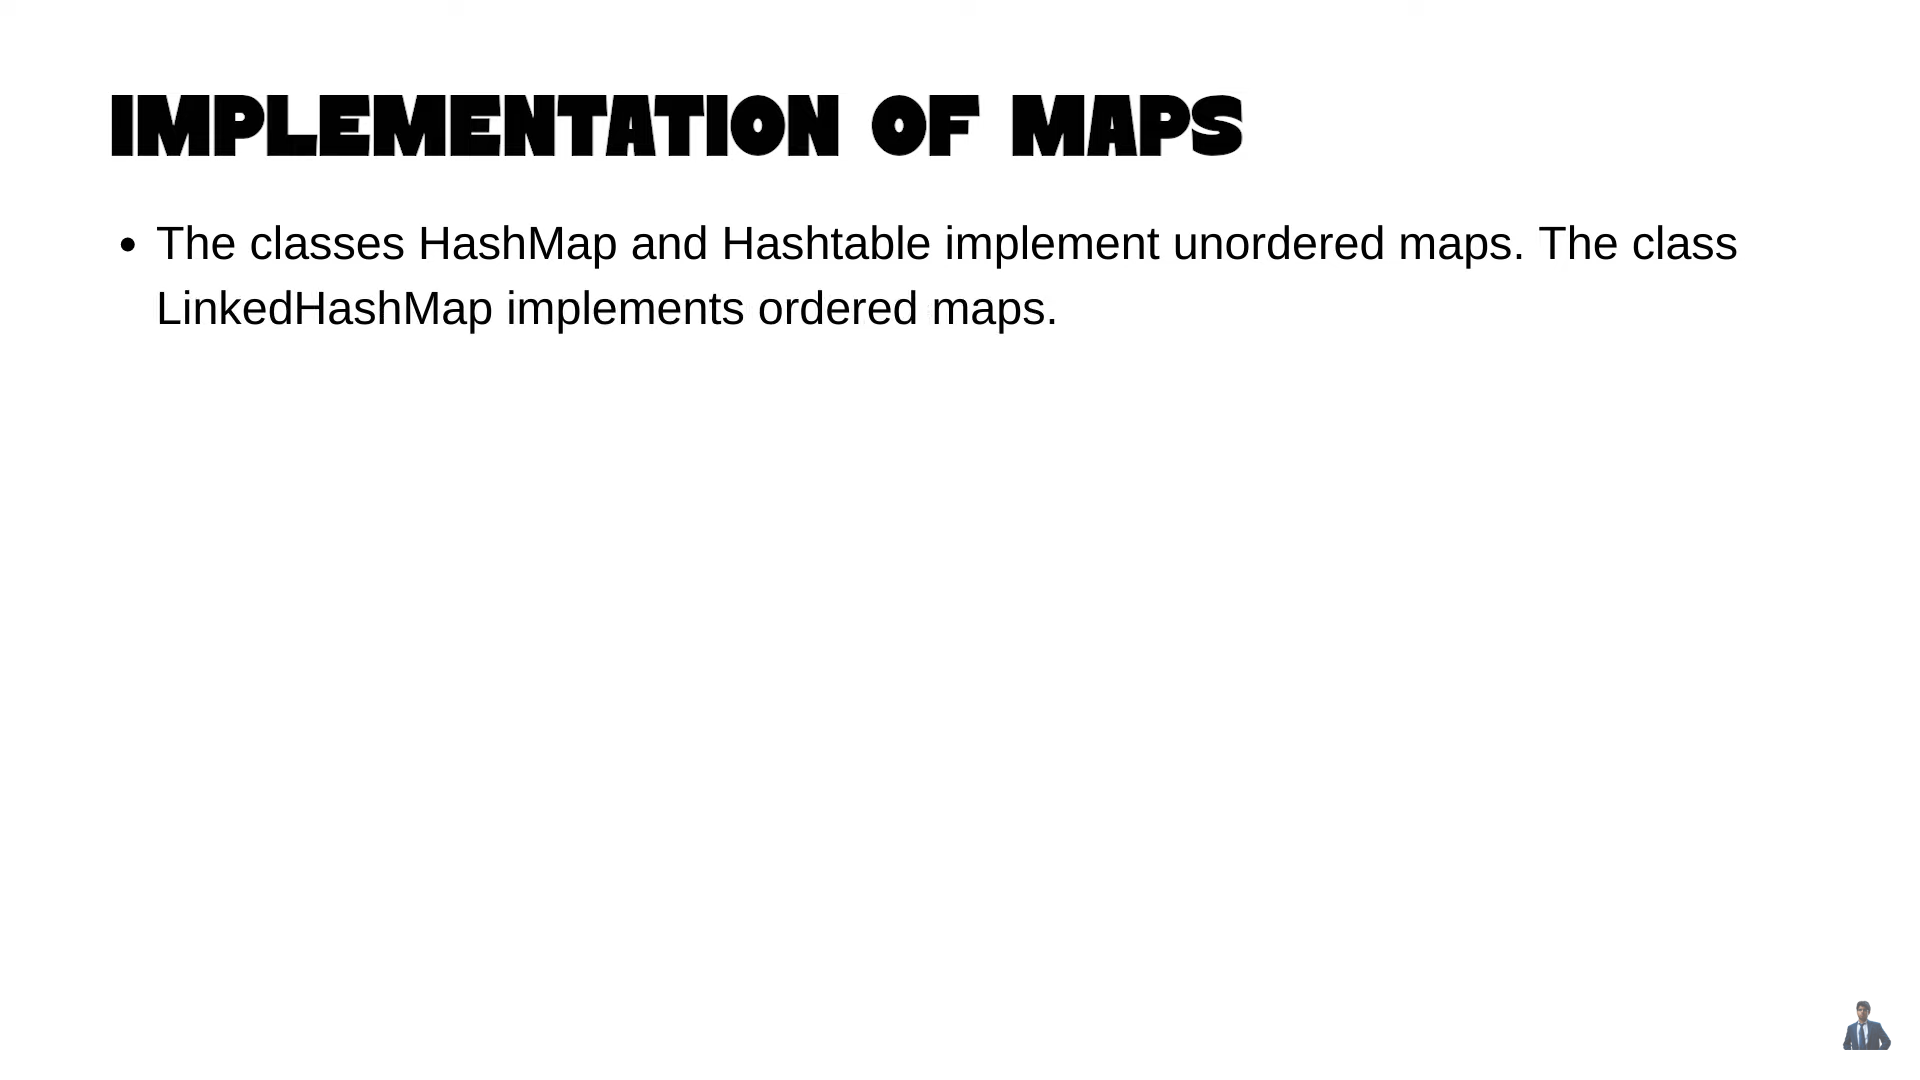 IMPLEMENTATION OF MAPS
• The classes HashMap and Hashtable implement unordered maps. The class
LinkedHashMap implements ordered maps.